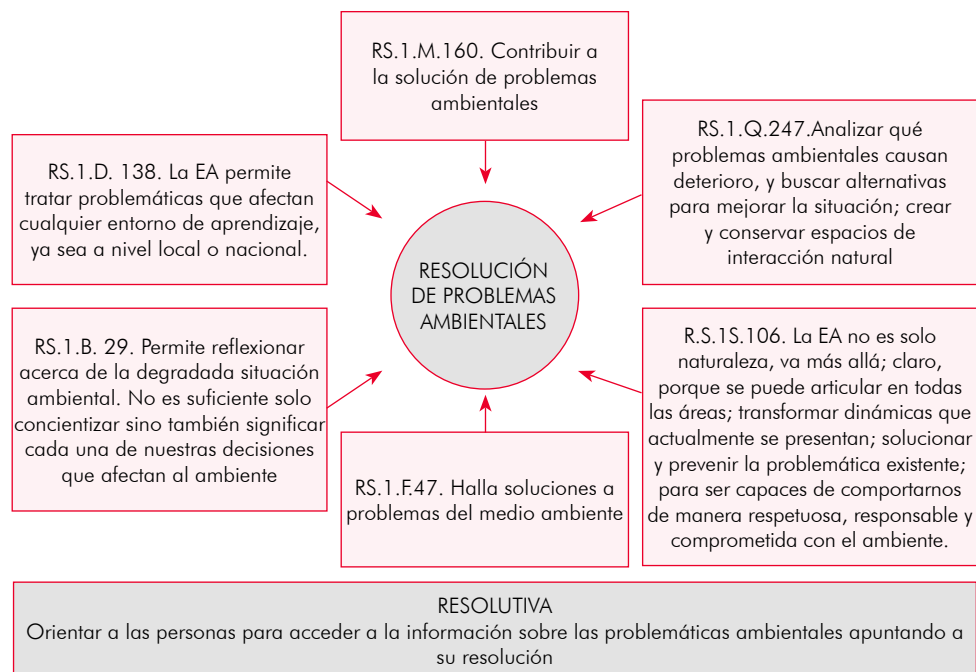 RS.1.M.160. Contribuir a
la solución de problemas
ambientales
RS.1.D. 138. La EA permite
tratar problemáticas que afectan
cualquier entorno de aprendizaje,
ya sea a nivel local o nacional.
RS.1.Q.247.Analizar qué
problemas ambientales causan
deterioro, y buscar alternativas
para mejorar la situación; crear
y conservar espacios de
interacción natural
RESOLUCIÓN
DE PROBLEMAS
AMBIENTALES
RS.1.B. 29. Permite reflexionar
acerca de la degradada situación
ambiental. No es suficiente solo
concientizar sino también significar
cada una de nuestras decisiones
que afectan al ambiente
RS.1.F.47. Halla soluciones a
problemas del medio ambiente
R.S.1S.106. La EA no es solo
naturaleza, va más allá; claro,
porque se puede articular en todas
las áreas; transformar dinámicas que
actualmente se presentan; solucionar
y prevenir la problemática existente;
para ser capaces de comportarnos
de manera respetuosa, responsable y
comprometida con el ambiente.
RESOLUTIVA
Orientar a las personas para acceder a la información sobre las problemáticas ambientales apuntando a
su resolución